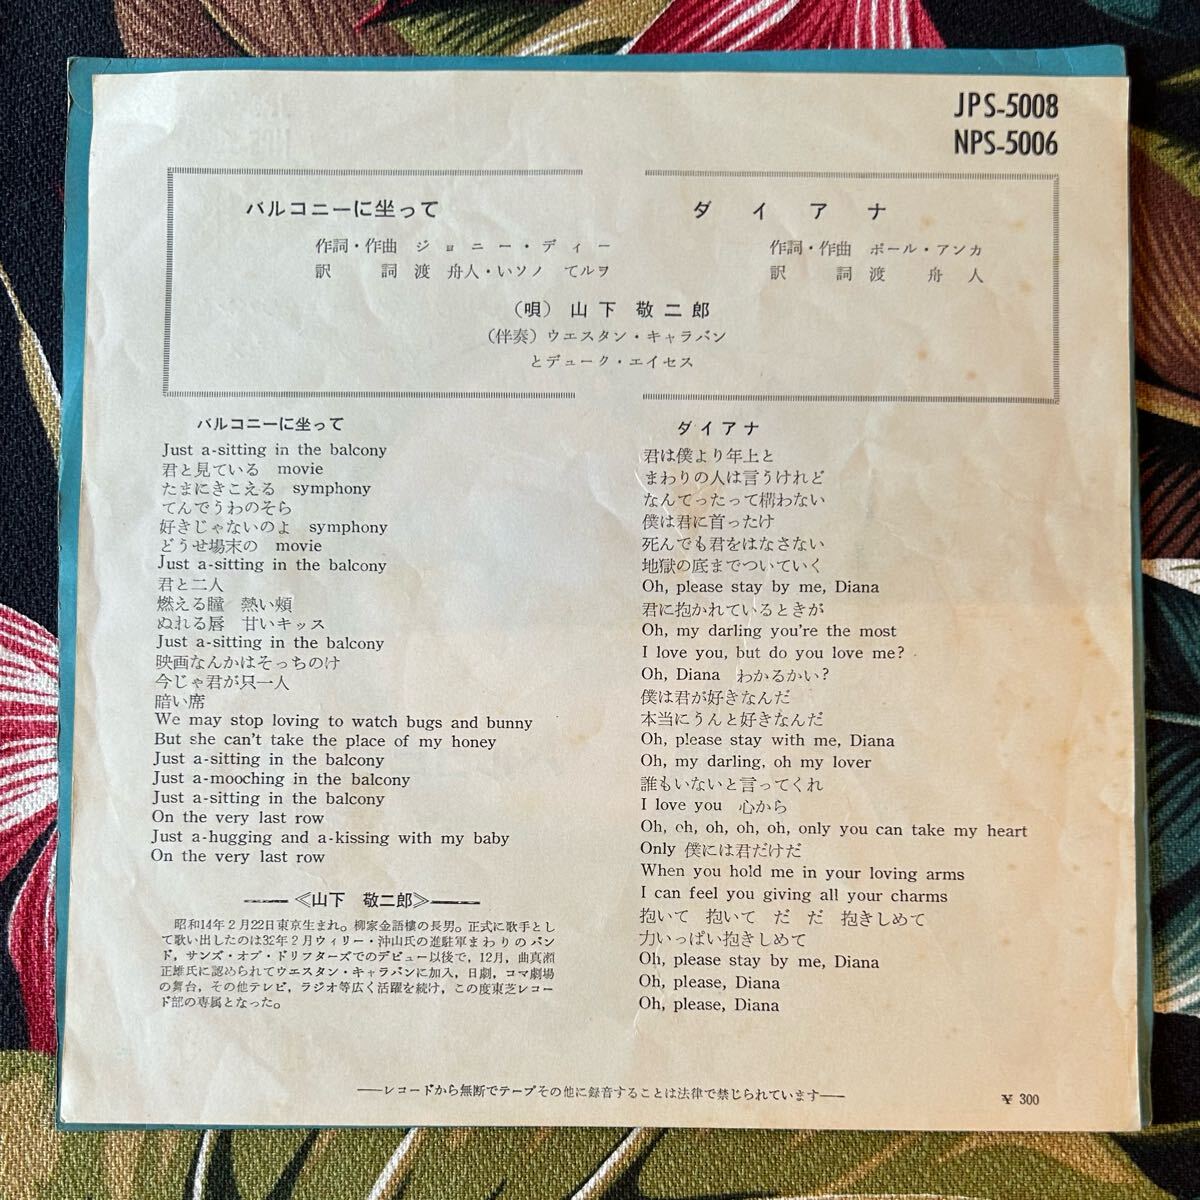 JPS-5008
NPS-5006
バルコニーに坐って
作詞・作曲 ジョニー・ディー
訳 詞 渡 舟人・いソノ てルヲ
ダイアナ
作詞・作曲 ポール・アンカ
訳 詞 渡 舟 人
(唄) 山下 敬二郎
(伴奏) ウエスタン・キャラバン
とデューク・エイセス
バルコニーに坐って
Just a-sitting in the balcony
君と見ている movie
たまにきこえる symphony
てんでうわのそら
好きじゃないのよ symphony
どうせ場末の movie
Just a-sitting in the balcony
君と二人
燃える瞳 熱い頬
ぬれる唇 甘いキッス
Just a-sitting in the balcony
映画なんかはそっちのけ
今じゃ君が只一人
暗い席
We may stop loving to watch bugs and bunny
But she can't take the place of my honey
Just a-sitting in the balcony
Just a-mooching in the balcony
Just a-sitting in the balcony
On the very last row
Just a-hugging and a-kissing with my baby
On the very last row
《山下 敬二郎》
昭和14年2月22日東京生まれ。柳家金語樓の長男。正式に歌手とし
て歌い出したのは32年2月ウィリー・沖山氏の進駐軍まわりのバン
ド,サンズ・オブ・ドリフターズでのデビュー以後で,12月,曲真瀬
正雄氏に認められてウエスタン・キャラバンに加入,日劇,コマ劇場
の舞台,その他テレビ,ラジオ等広く活躍を続け,この度東芝レコー
ド部の専属となった。
ダイアナ
君は僕より年上と
まわりの人は言うけれど
なんてったって構わない
僕は君に首ったけ
死んでも君をはなさない
地獄の底までついていく
Oh, please stay by me, Diana
君に抱かれているときが
Oh, my darling you're the most
I love you, but do you love me?
Oh, Diana わかるかい?
僕は君が好きなんだ
本当にうんと好きなんだ
Oh, please stay with me, Diana
Oh, my darling, oh my lover
誰もいないと言ってくれ
I love you 心から
Oh, oh, oh, oh, oh, only you can take my heart
Only 僕には君だけだ
When you hold me in your loving arms
I can feel you giving all your charms
抱いて 抱いて だ だ 抱きしめて
力いっぱい抱きしめて
Oh, please stay by me, Diana
Oh, please, Diana
Oh, please, Diana
――レコードから無断でテープその他に録音することは法律で禁じられています――
¥ 300